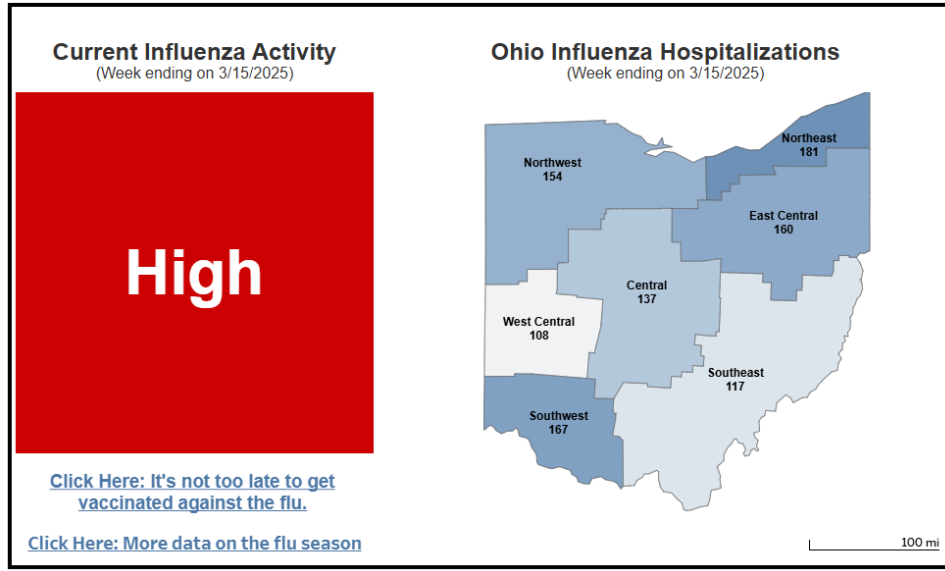 Current Influenza Activity
(Week ending on 3/15/2025)
High
Click Here: It's not too late to get
vaccinated against the flu.
Click Here: More data on the flu season
Ohio Influenza Hospitalizations
(Week ending on 3/15/2025)
Northeast
181
Northwest
154
East Central
160
Central
137
West Central
108
Southeast
117
Southwest
167
100 mi